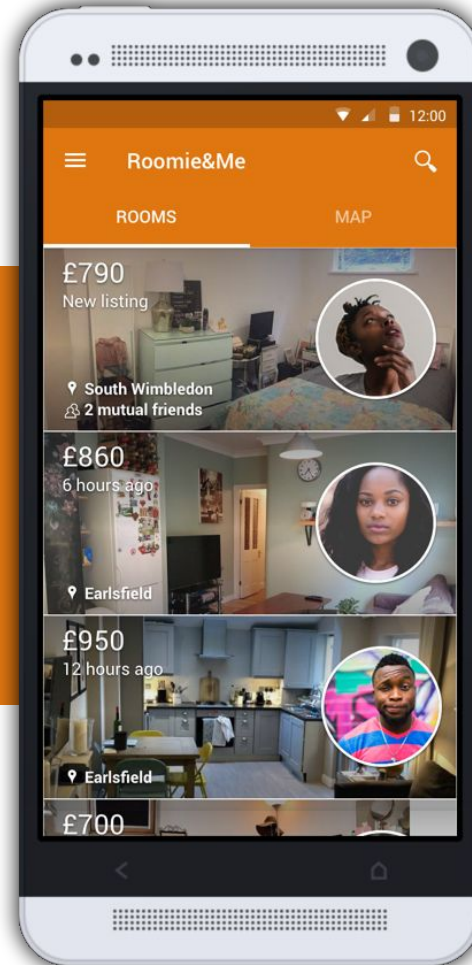 12:00
Roomie&Me
ROOMS MAP
£790
New listing
South Wimbledon
2 mutual friends
£860
6 hours ago
Earlsfield
£950
12 hours ago
Earlsfield
£700